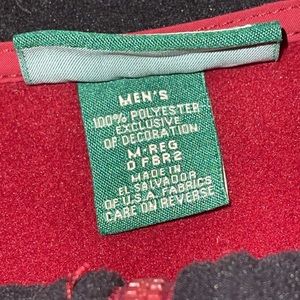 MEN'S
100% POLYESTER
EXCLUSIVE
OF DECORATION
M-REG
D FBR2
MADE IN
EL SALVADOR
OF U.S.A. FABRICS
CARE ON REVERSE